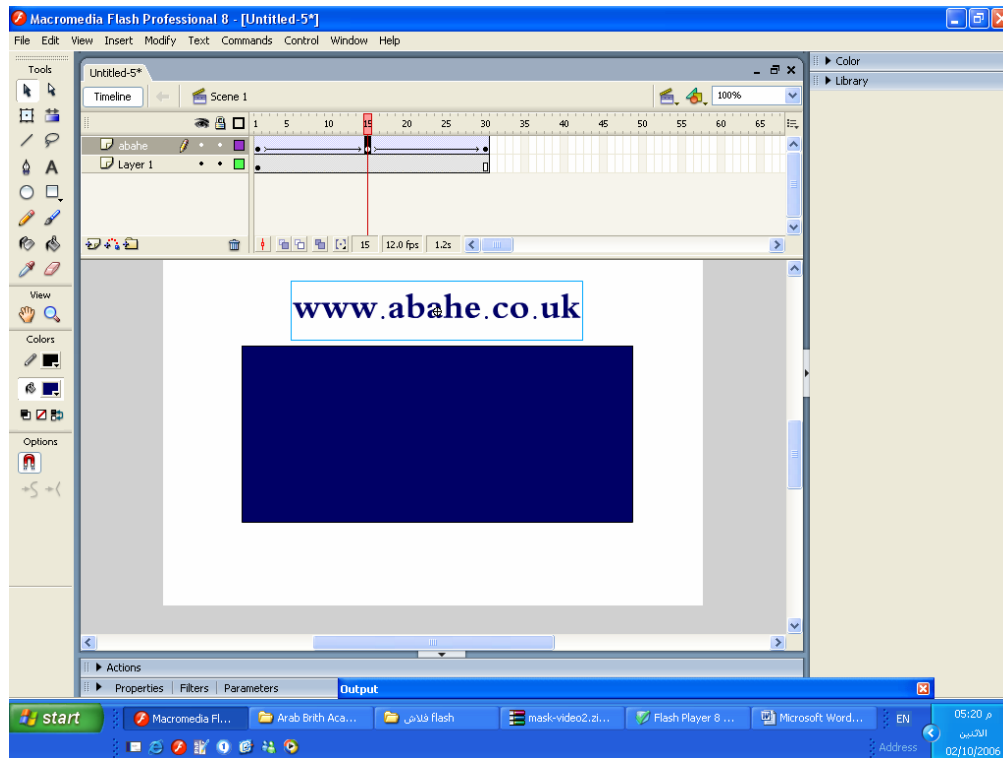 Macromedia Flash Professional 8 - [Untitled-5*]
File Edit View Insert Modify Text Commands Control Window Help
Tools
View
Colors
Options
Untitled-5*
Timeline Scene 1 100%
1 5 10 15 20 25 30 35 40 45 50 55 60 65
abahe
Layer 1
15 12.0 fps 1.2s
www.abahe.co.uk
Color
Library
Actions
Properties Filters Parameters
Output
start Macromedia Fl... Arab Brith Aca... فلاش flash mask-video2.zi... Flash Player 8 ... Microsoft Word... EN
Address
05:20 م
الاثنين
02/10/2006